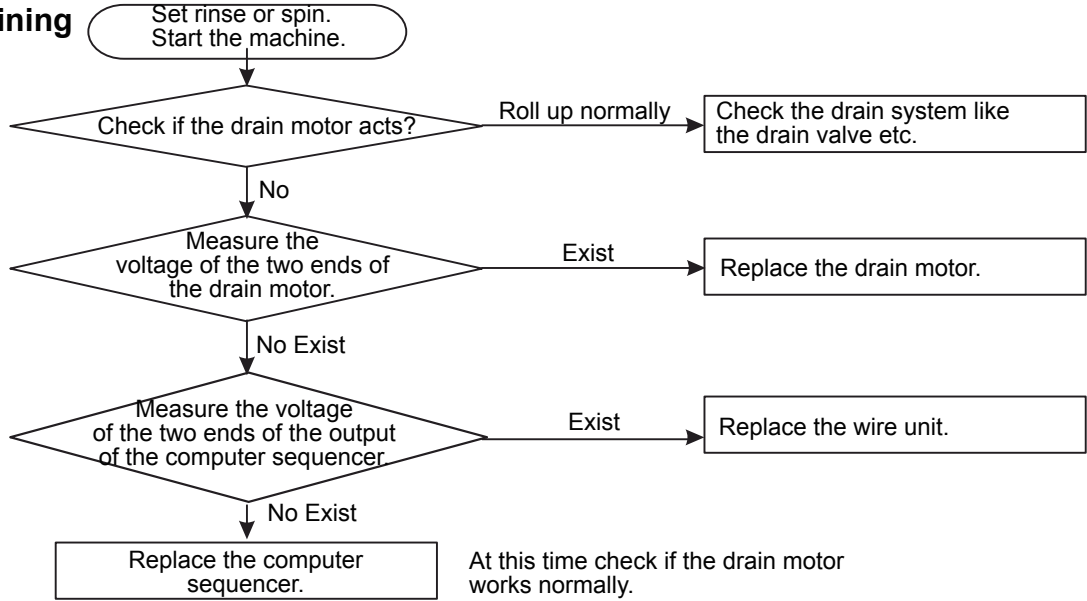 ining
Set rinse or spin.
Start the machine.
Check if the drain motor acts?
Roll up normally
Check the drain system like
the drain valve etc.
No
Measure the
voltage of the two ends of
the drain motor.
Exist
Replace the drain motor.
No Exist
Measure the voltage
of the two ends of the output
of the computer sequencer.
Exist
Replace the wire unit.
No Exist
Replace the computer
sequencer.
At this time check if the drain motor
works normally.